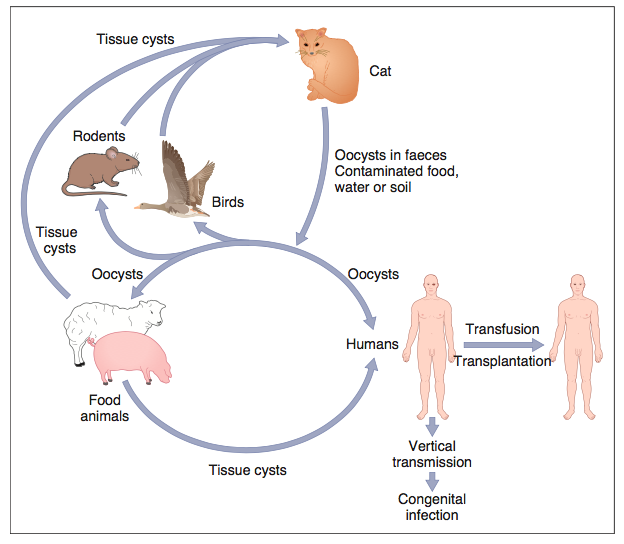 Tissue cysts
Cat
Rodents
Oocysts in faeces
Contaminated food,
water or soil
Birds
Tissue
cysts
Oocysts
Oocysts
Transfusion
Humans
Transplantation
Food
animals
Vertical
transmission
Tissue cysts
Congenital
infection